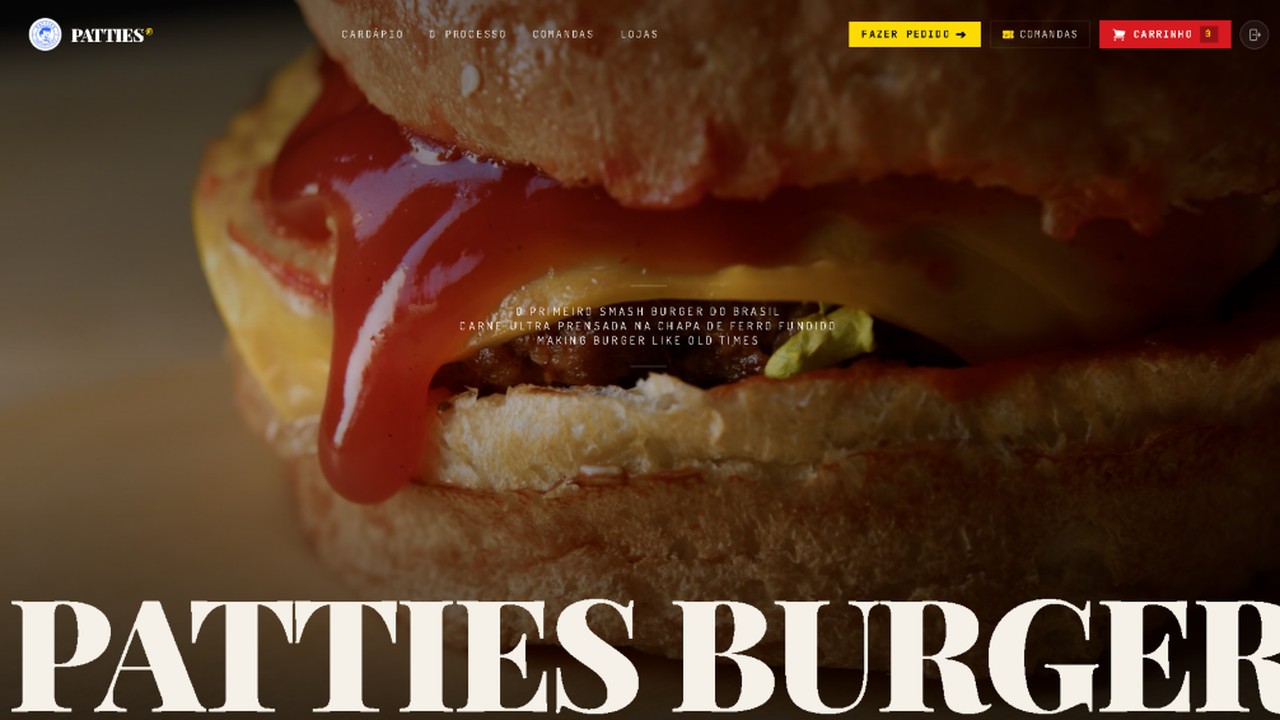 PATTIES®
CARDÁPIO
O PROCESSO
COMANDAS
LOJAS
FAZER PEDIDO →
COMANDAS
CARRINHO 3
O PRIMEIRO SMASH BURGER DO BRASIL
CARNE ULTRA PRENSADA NA CHAPA DE FERRO FUNDIDO
MAKING BURGER LIKE OLD TIMES
PATTIES BURGER